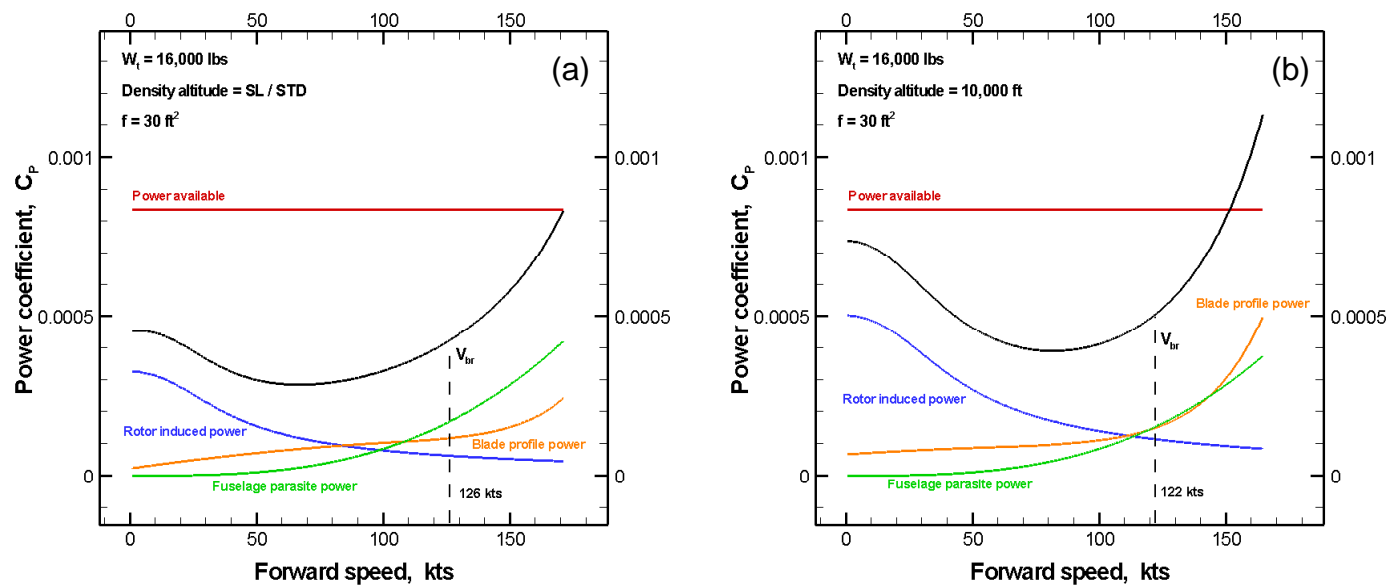 0 50 100 150
W_t = 16,000 lbs
(a)
Density altitude = SL / STD
f = 30 ft²
0.001
0.001
Power available
Power coefficient, C_P
0.0005
0.0005
V_br
Rotor induced power
Blade profile power
0
0
Fuselage parasite power
126 kts
0 50 100 150
Forward speed, kts
0 50 100 150
W_t = 16,000 lbs
(b)
Density altitude = 10,000 ft
f = 30 ft²
0.001
0.001
Power available
Power coefficient, C_P
Blade profile power
0.0005
0.0005
V_br
Rotor induced power
0
0
Fuselage parasite power
122 kts
0 50 100 150
Forward speed, kts